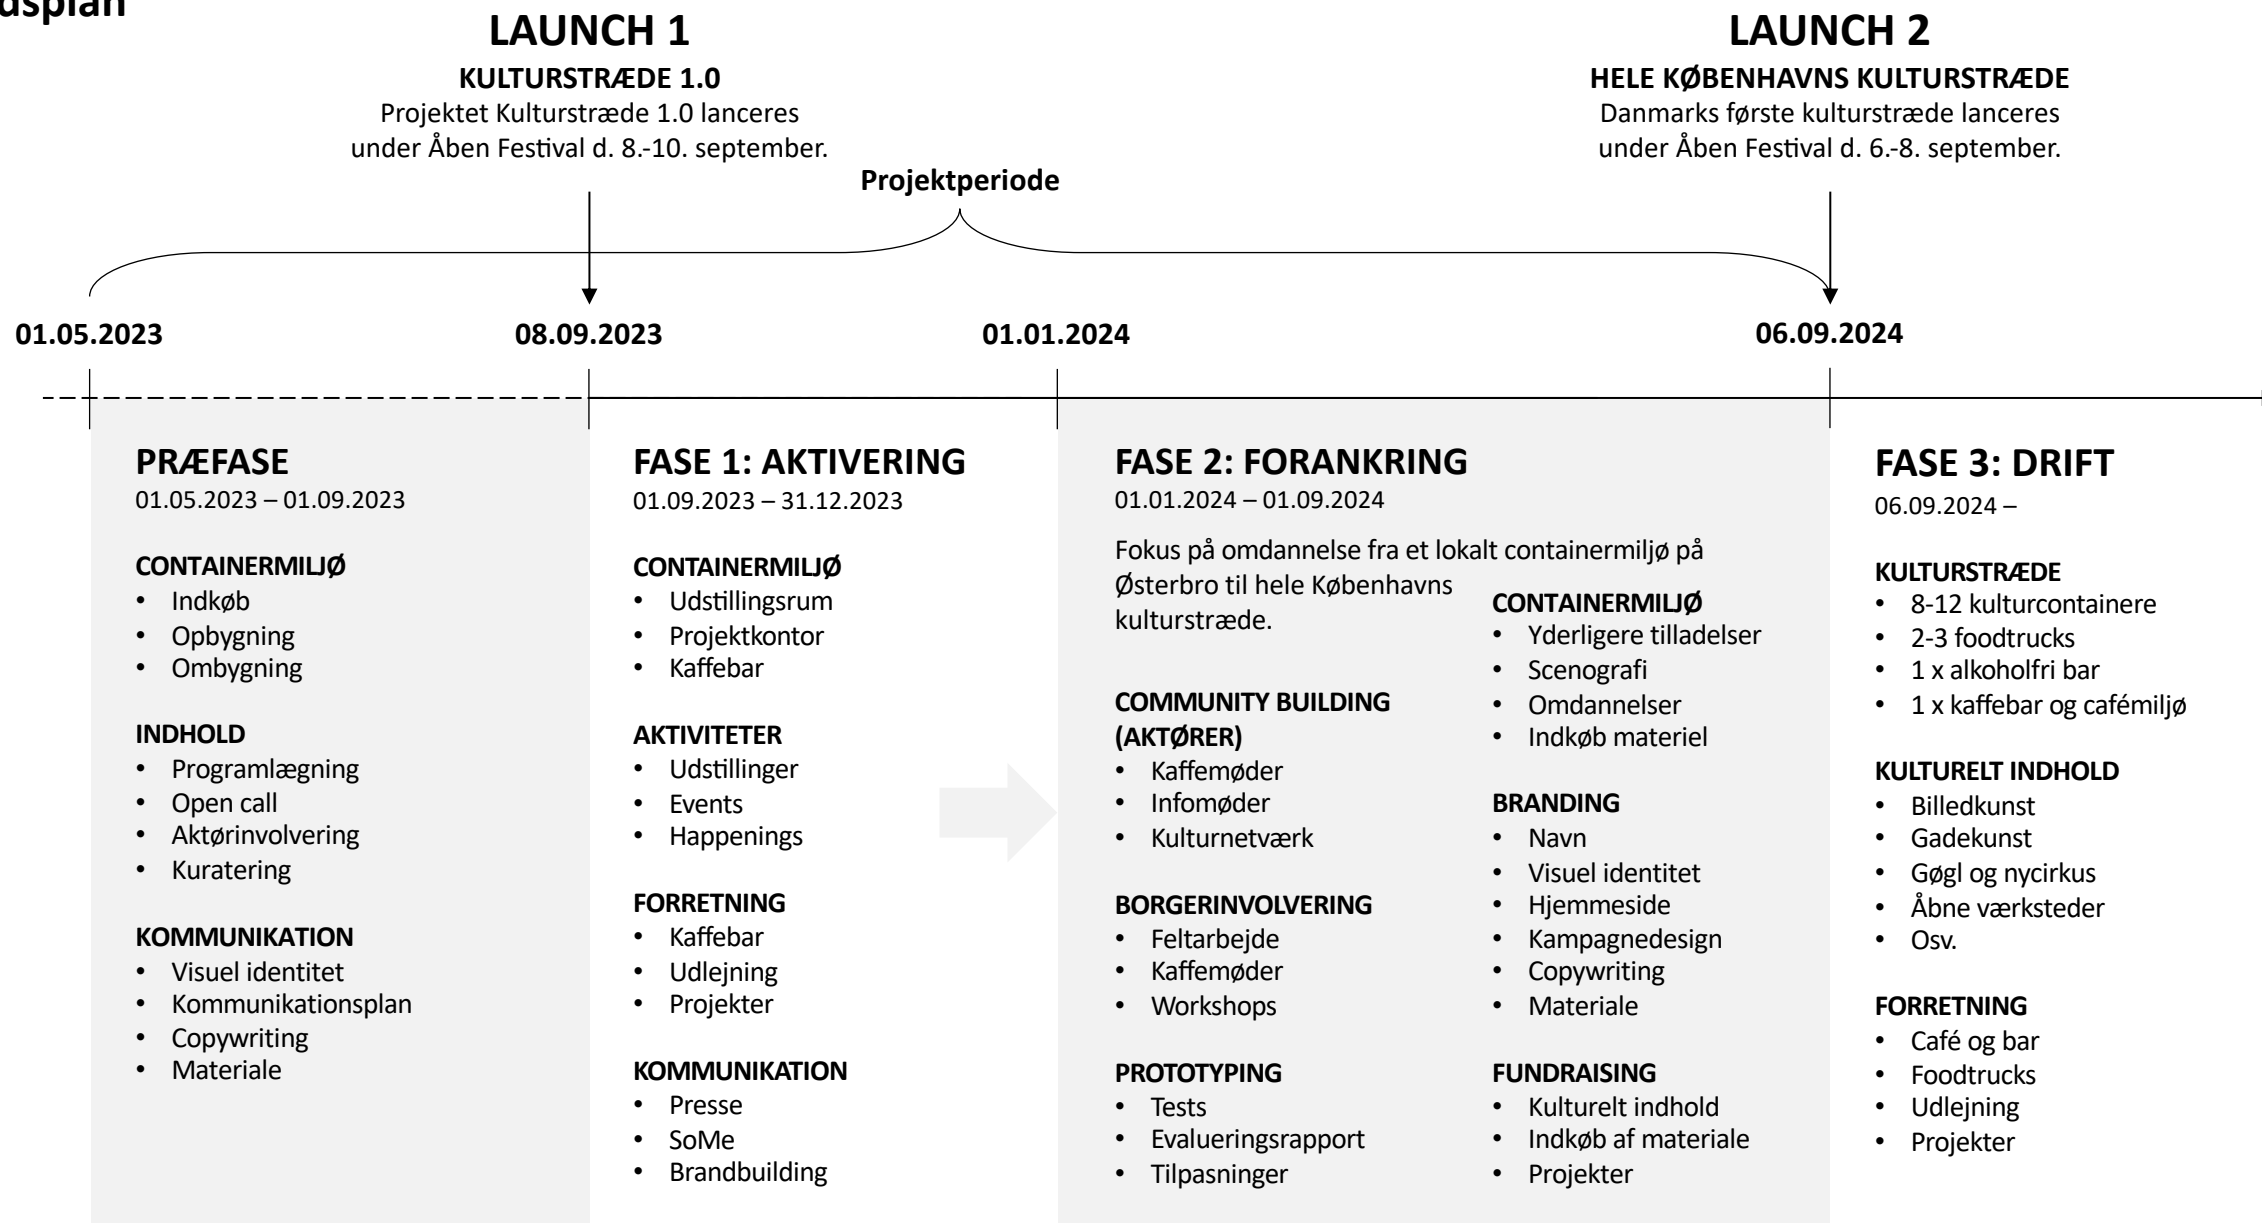 LAUNCH 1
KULTURSTRÆDE 1.0
Projektet Kulturstræde 1.0 lanceres
under Åben Festival d. 8.-10. september.
LAUNCH 2
HELE KØBENHAVNS KULTURSTRÆDE
Danmarks første kulturstræde lanceres
under Åben Festival d. 6.-8. september.
Projektperiode
01.05.2023
08.09.2023
01.01.2024
06.09.2024
PRÆFASE
01.05.2023 – 01.09.2023
CONTAINERMILJØ
• Indkøb
• Opbygning
• Ombygning
INDHOLD
• Programlægning
• Open call
• Aktørinvolvering
• Kuratering
KOMMUNIKATION
• Visuel identitet
• Kommunikationsplan
• Copywriting
• Materiale
FASE 1: AKTIVERING
01.09.2023 – 31.12.2023
CONTAINERMILJØ
• Udstillingsrum
• Projektkontor
• Kaffebar
AKTIVITETER
• Udstillinger
• Events
• Happenings
FORRETNING
• Kaffebar
• Udlejning
• Projekter
KOMMUNIKATION
• Presse
• SoMe
• Brandbuilding
FASE 2: FORANKRING
01.01.2024 – 01.09.2024
Fokus på omdannelse fra et lokalt containermiljø på
Østerbro til hele Københavns
kulturstræde.
COMMUNITY BUILDING
(AKTØRER)
• Kaffemøder
• Infomøder
• Kulturnetværk
BORGERINVOLVERING
• Feltarbejde
• Kaffemøder
• Workshops
PROTOTYPING
• Tests
• Evalueringsrapport
• Tilpasninger
CONTAINERMILJØ
• Yderligere tilladelser
• Scenografi
• Omdannelser
• Indkøb materiel
BRANDING
• Navn
• Visuel identitet
• Hjemmeside
• Kampagnedesign
• Copywriting
• Materiale
FUNDRAISING
• Kulturelt indhold
• Indkøb af materiale
• Projekter
FASE 3: DRIFT
06.09.2024 –
KULTURSTRÆDE
• 8-12 kulturcontainere
• 2-3 foodtrucks
• 1 x alkoholfri bar
• 1 x kaffebar og cafémiljø
KULTURELT INDHOLD
• Billedkunst
• Gadekunst
• Gøgl og nycirkus
• Åbne værksteder
• Osv.
FORRETNING
• Café og bar
• Foodtrucks
• Udlejning
• Projekter